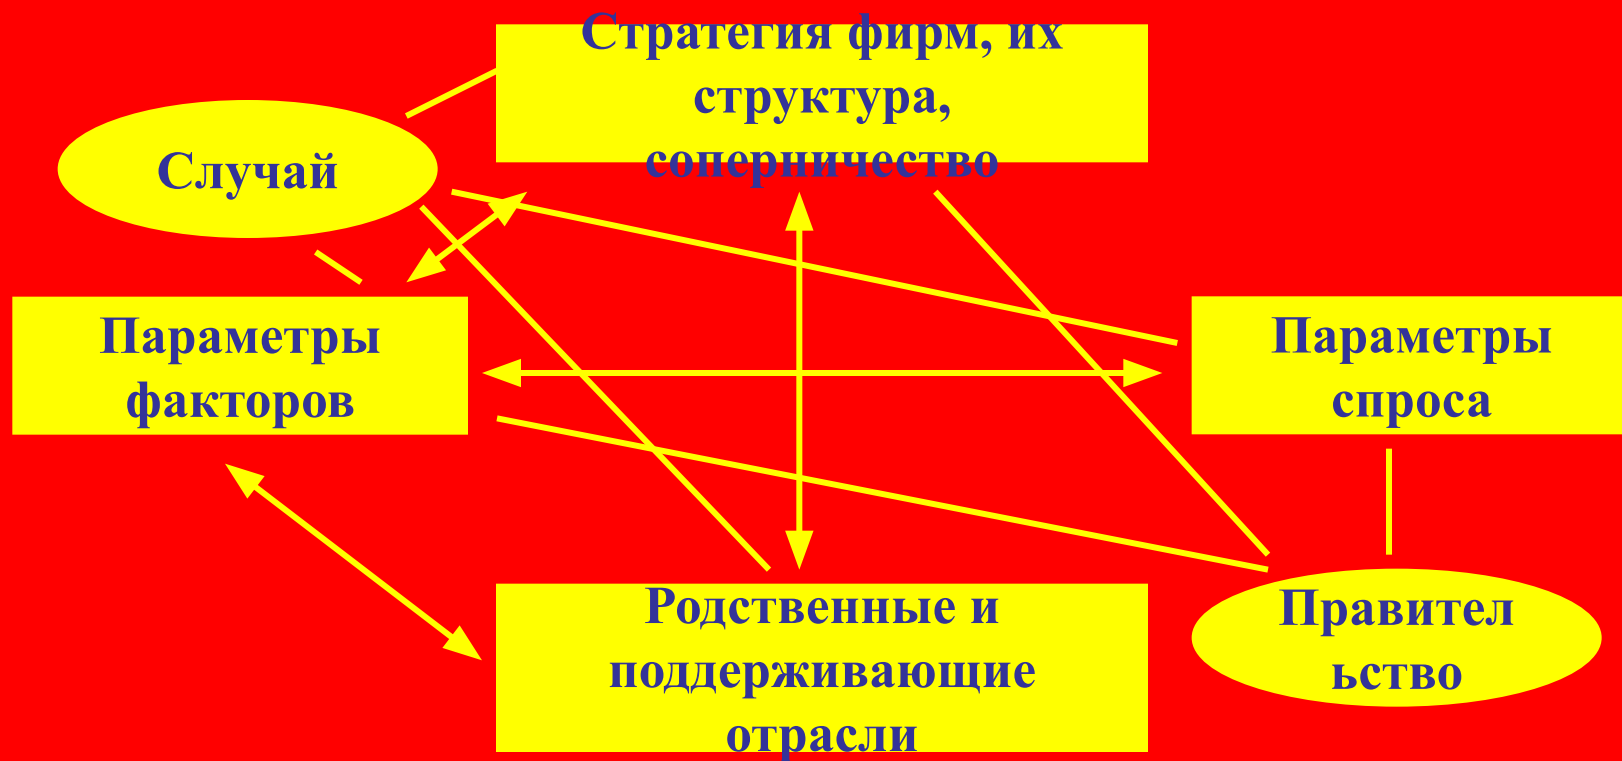 Стратегия фирм, их
структура,
соперничество
Случай
Параметры
факторов
Параметры
спроса
Родственные и
поддерживающие
отрасли
Правител
ьство